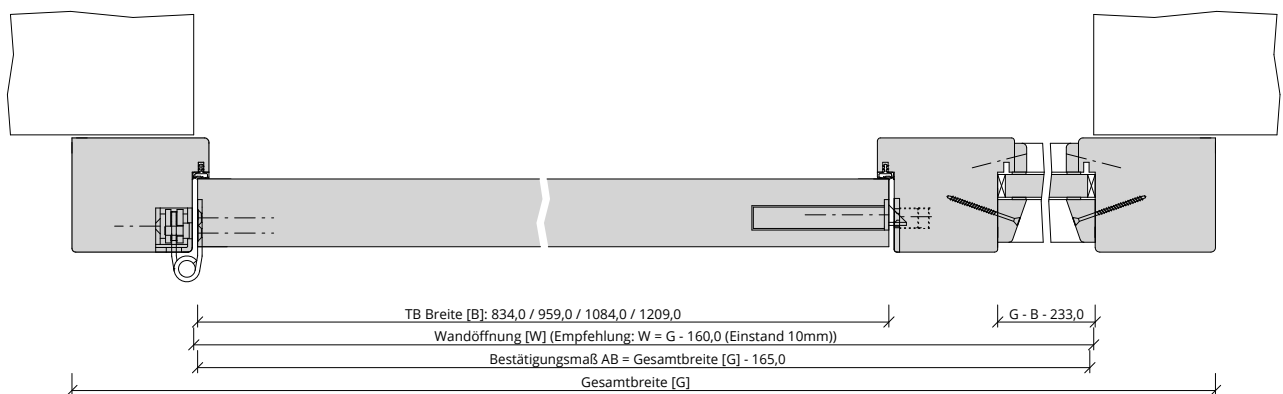 TB Breite [B]: 834,0 / 959,0 / 1084,0 / 1209,0
G - B - 233,0
Wandöffnung [W] (Empfehlung: W = G - 160,0 (Einstand 10mm))
Bestätigungsmaß AB = Gesamtbreite [G] - 165,0
Gesamtbreite [G]